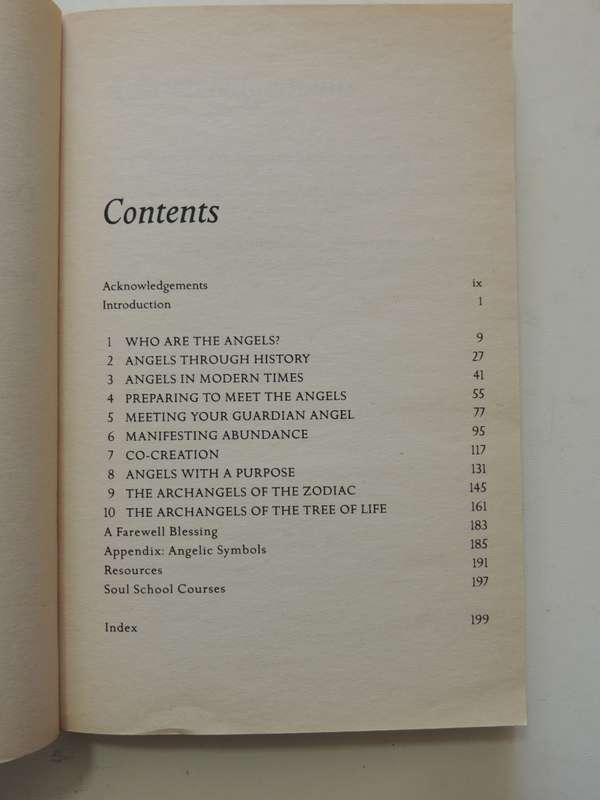 Contents
Acknowledgements ix
Introduction 1
1 WHO ARE THE ANGELS? 9
2 ANGELS THROUGH HISTORY 27
3 ANGELS IN MODERN TIMES 41
4 PREPARING TO MEET THE ANGELS 55
5 MEETING YOUR GUARDIAN ANGEL 77
6 MANIFESTING ABUNDANCE 95
7 CO-CREATION 117
8 ANGELS WITH A PURPOSE 131
9 THE ARCHANGELS OF THE ZODIAC 145
10 THE ARCHANGELS OF THE TREE OF LIFE 161
A Farewell Blessing 183
Appendix: Angelic Symbols 185
Resources 191
Soul School Courses 197
Index 199